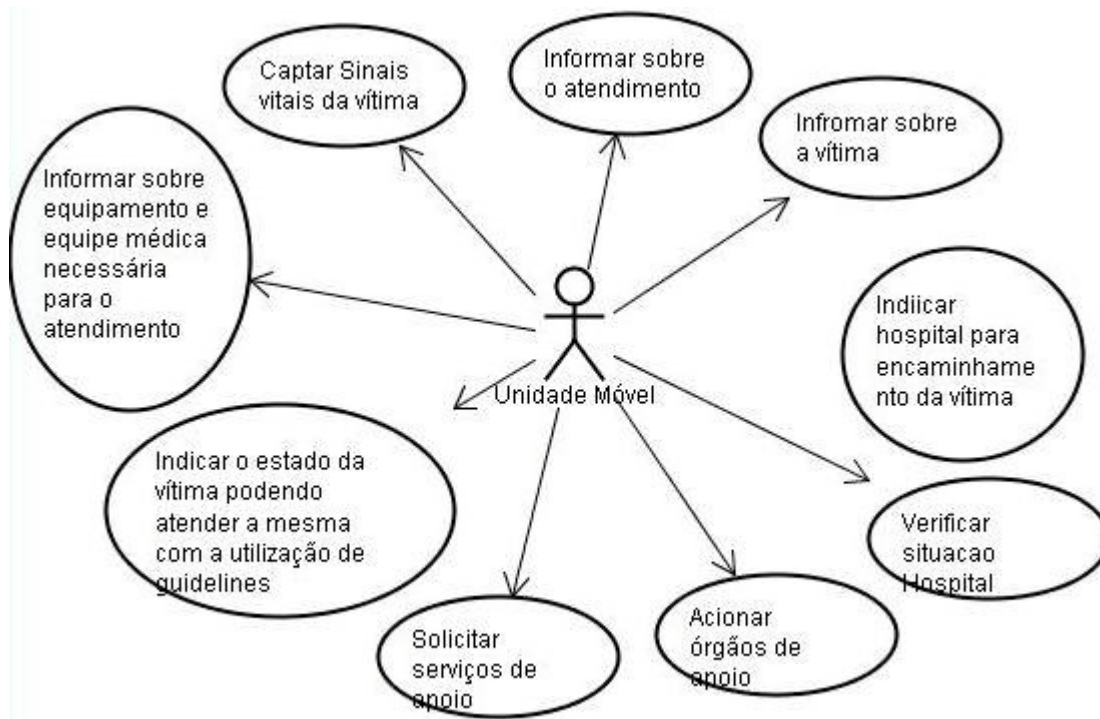 Captar Sinais
vitais da vítima
Informar sobre
o atendimento
Infromar sobre
a vítima
Informar sobre
equipamento e
equipe médica
necessária
para o
atendimento
Indiicar
hospital para
encaminhame
nto da vítima
Unidade Móvel
Indicar o estado da
vítima podendo
atender a mesma
com a utilização de
guidelines
Verificar
situacao
Hospital
Solicitar
serviços de
apoio
Acionar
órgãos de
apoio